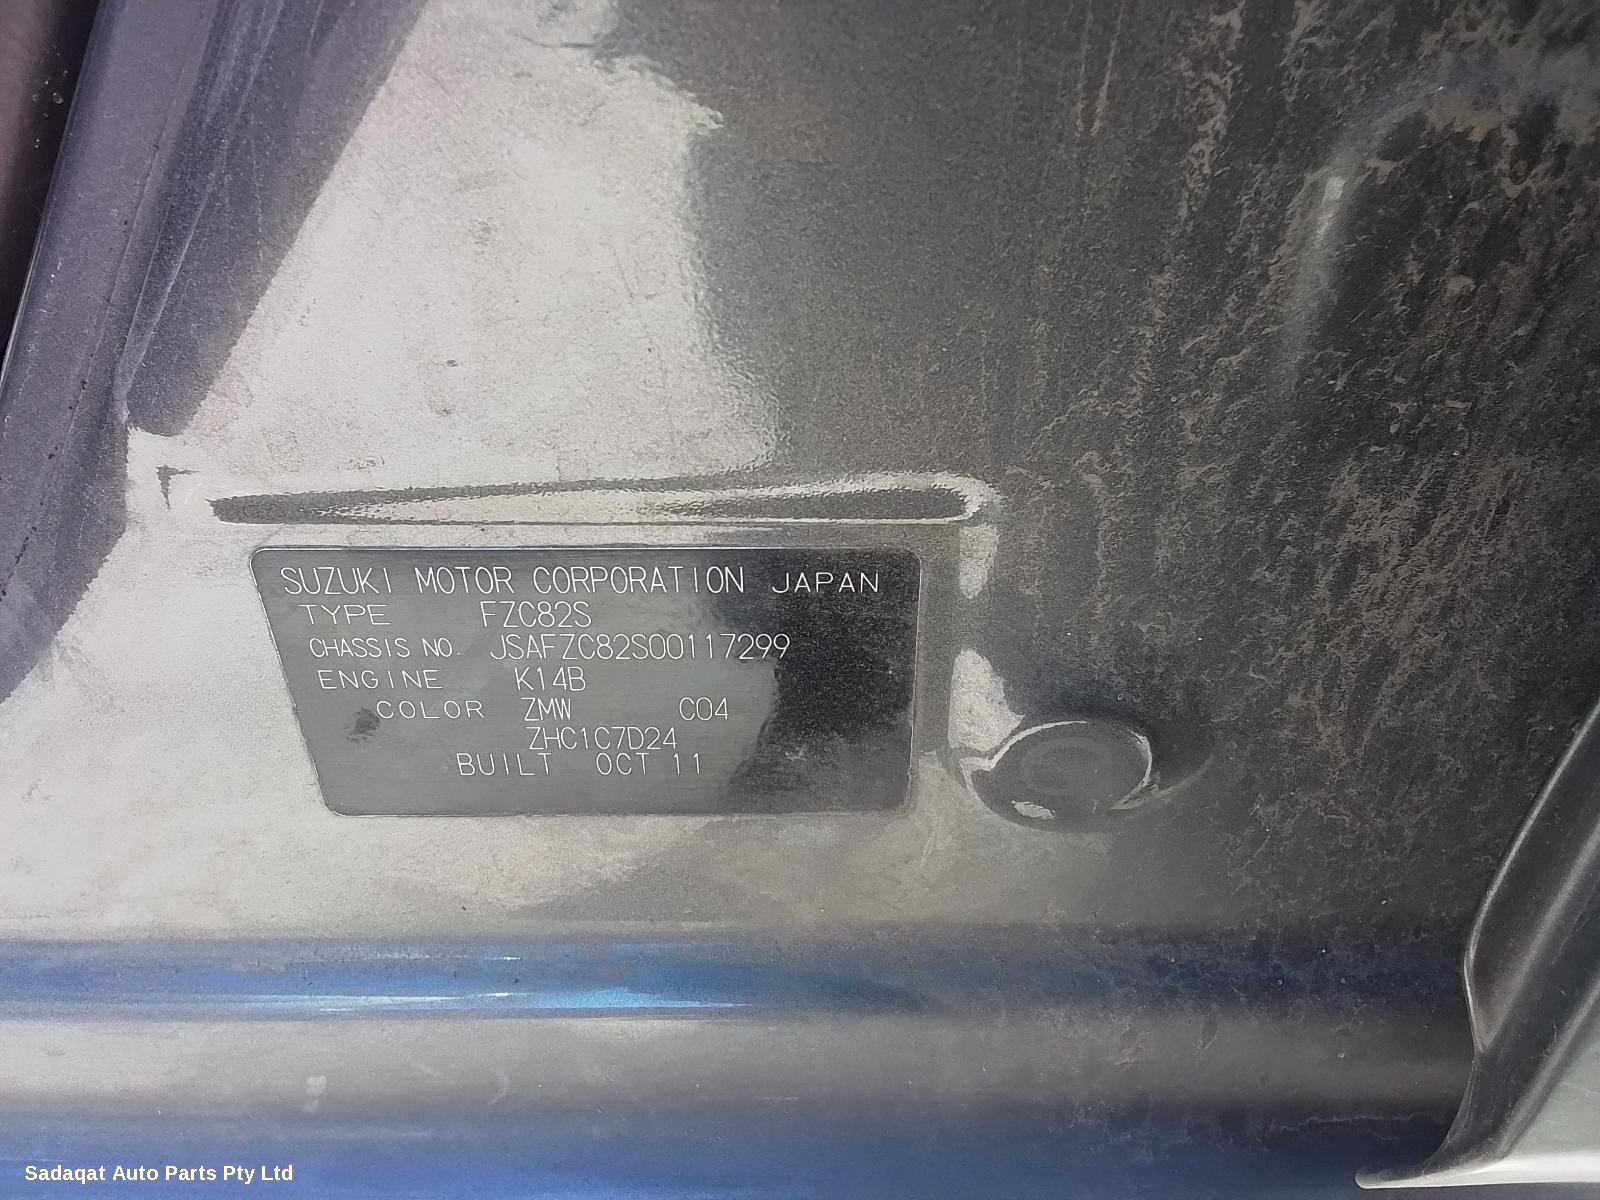 SUZUKI MOTOR CORPORATION JAPAN
TYPE FZC82S
CHASSIS NO. JSAFZC82S00117299
ENGINE K14B
COLOR ZMW C04
ZHC1C7D24
BUILT OCT 11
Sadaqat Auto Parts Pty Ltd